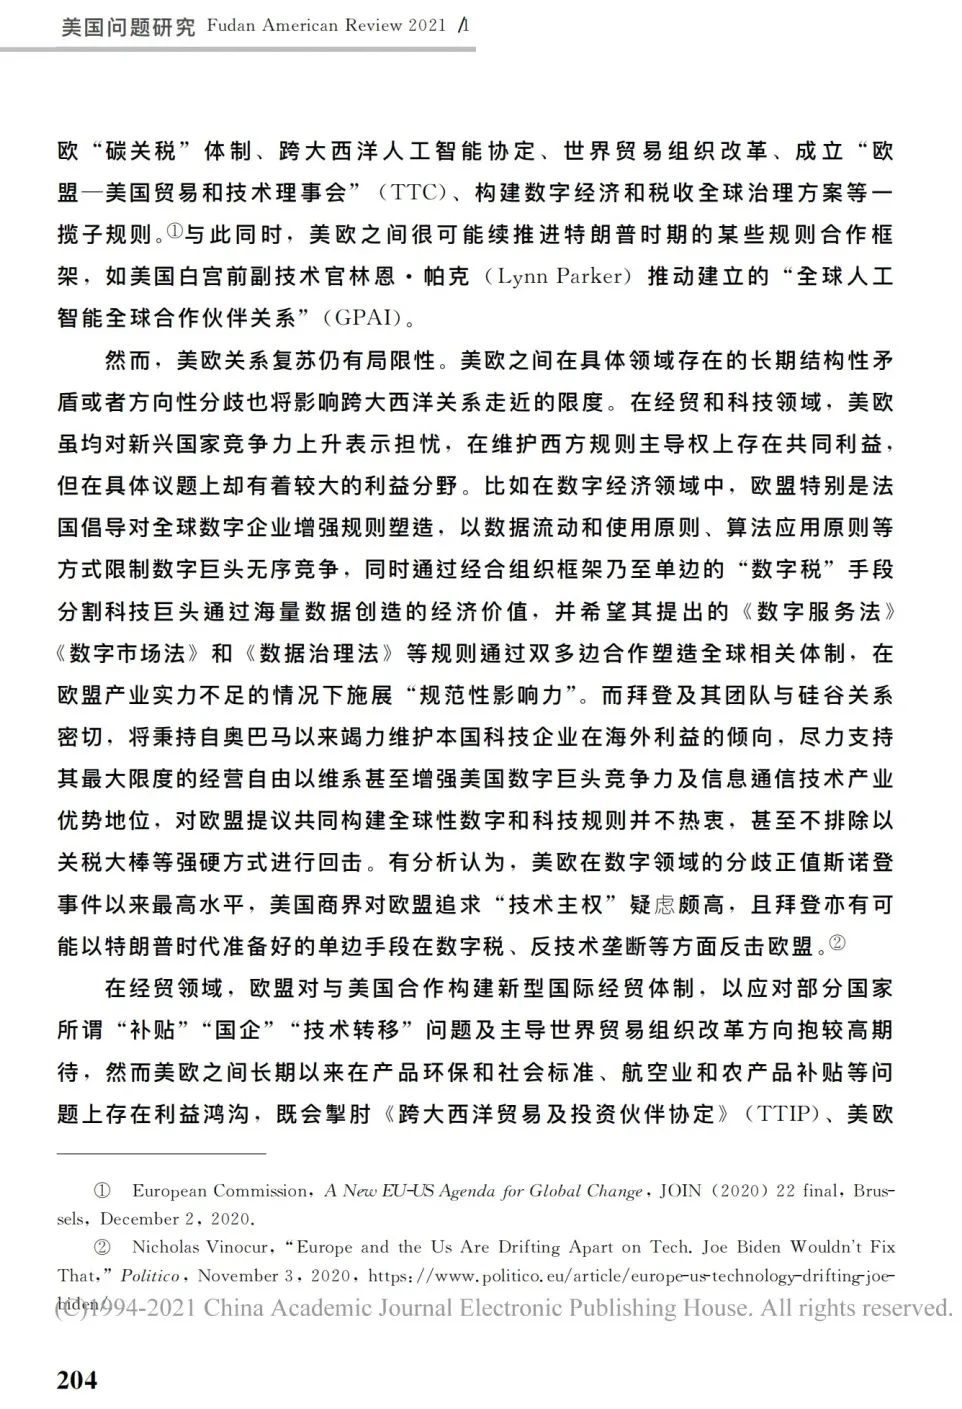 美国问题研究 Fudan American Review 2021 /1
欧“碳关税”体制、跨大西洋人工智能协定、世界贸易组织改革、成立“欧
盟—美国贸易和技术理事会”（TTC）、构建数字经济和税收全球治理方案等一
揽子规则。①与此同时，美欧之间很可能续推进特朗普时期的某些规则合作框
架，如美国白宫前副技术官林恩·帕克（Lynn Parker）推动建立的“全球人工
智能全球合作伙伴关系”（GPAI）。
然而，美欧关系复苏仍有局限性。美欧之间在具体领域存在的长期结构性矛
盾或者方向性分歧也将影响跨大西洋关系走近的限度。在经贸和科技领域，美欧
虽均对新兴国家竞争力上升表示担忧，在维护西方规则主导权上存在共同利益，
但在具体议题上却有着较大的利益分野。比如在数字经济领域中，欧盟特别是法
国倡导对全球数字企业增强规则塑造，以数据流动和使用原则、算法应用原则等
方式限制数字巨头无序竞争，同时通过经合组织框架乃至单边的“数字税”手段
分割科技巨头通过海量数据创造的经济价值，并希望其提出的《数字服务法》
《数字市场法》和《数据治理法》等规则通过双多边合作塑造全球相关体制，在
欧盟产业实力不足的情况下施展“规范性影响力”。而拜登及其团队与硅谷关系
密切，将秉持自奥巴马以来竭力维护本国科技企业在海外利益的倾向，尽力支持
其最大限度的经营自由以维系甚至增强美国数字巨头竞争力及信息通信技术产业
优势地位，对欧盟提议共同构建全球性数字和科技规则并不热衷，甚至不排除以
关税大棒等强硬方式进行回击。有分析认为，美欧在数字领域的分歧正值斯诺登
事件以来最高水平，美国商界对欧盟追求“技术主权”疑虑颇高，且拜登亦有可
能以特朗普时代准备好的单边手段在数字税、反技术垄断等方面反击欧盟。②
在经贸领域，欧盟对与美国合作构建新型国际经贸体制，以应对部分国家
所谓“补贴”“国企”“技术转移”问题及主导世界贸易组织改革方向抱较高期
待，然而美欧之间长期以来在产品环保和社会标准、航空业和农产品补贴等问
题上存在利益鸿沟，既会掣肘《跨大西洋贸易及投资伙伴协定》（TTIP）、美欧
① European Commission, A New EU-US Agenda for Global Change, JOIN (2020) 22 final, Brus-
sels, December 2, 2020.
② Nicholas Vinocur, “Europe and the Us Are Drifting Apart on Tech. Joe Biden Wouldn't Fix
That,” Politico, November 3, 2020, https://www.politico.eu/article/europe-us-technology-drifting-joe-
biden/.
(C)1994-2021 China Academic Journal Electronic Publishing House. All rights reserved.
204